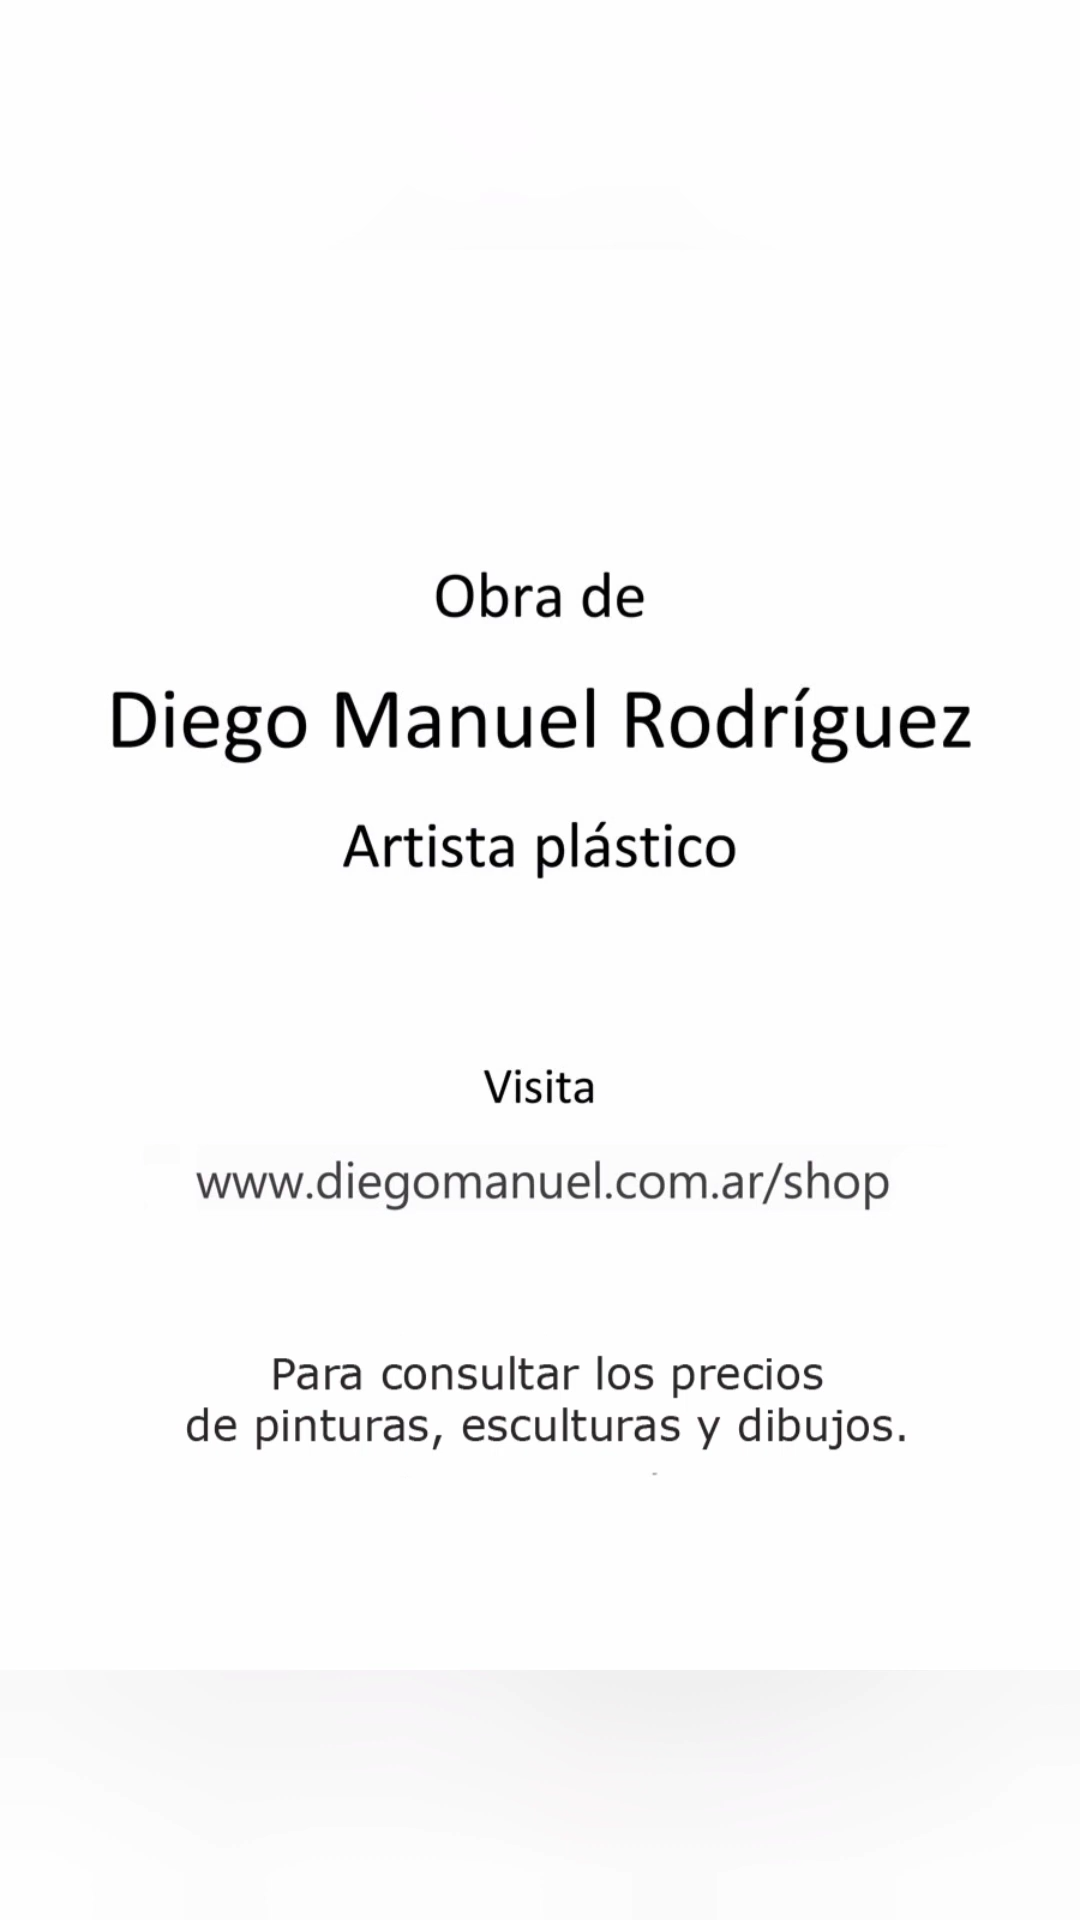 Obra de
Diego Manuel Rodríguez
Artista plástico
Visita
www.diegomanuel.com.ar/shop
Para consultar los precios
de pinturas, esculturas y dibujos.